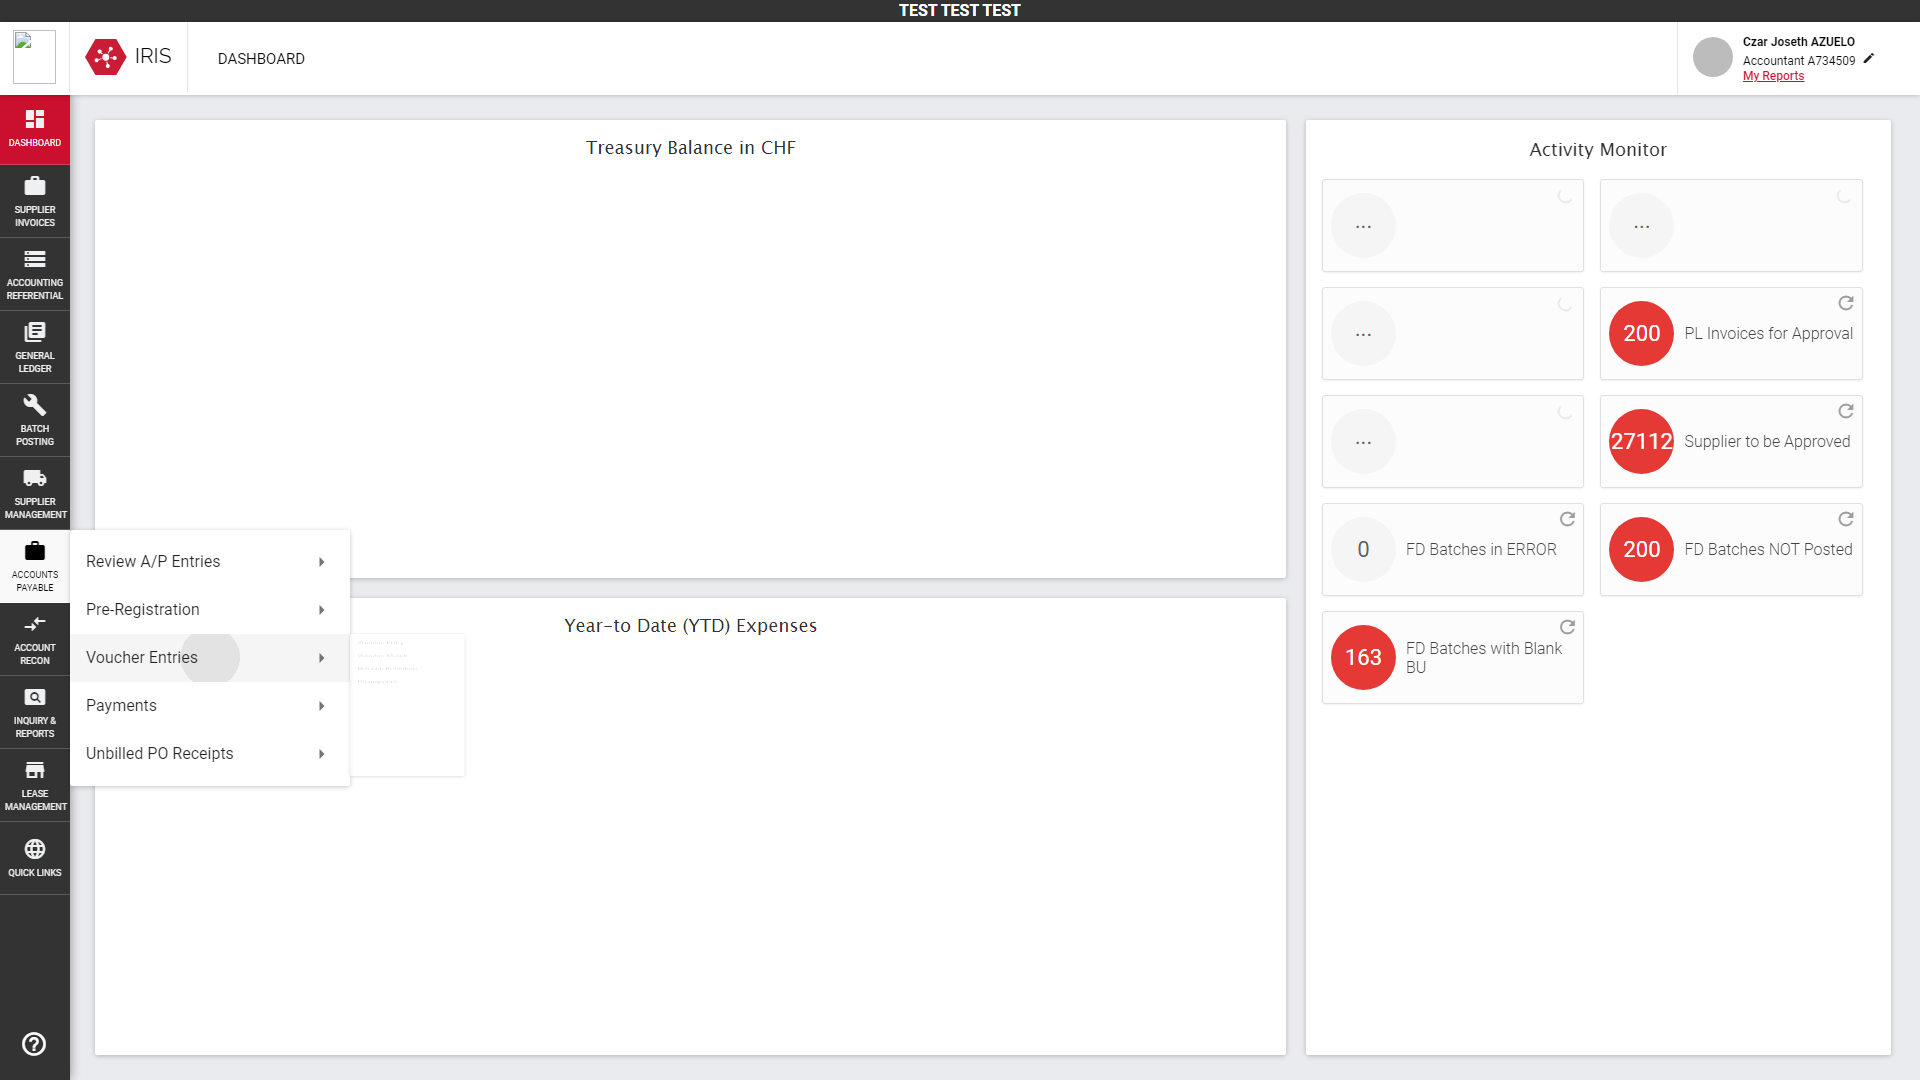 TEST TEST TEST
IRIS
DASHBOARD
Czar Joseth AZUELO
Accountant A734509
My Reports
DASHBOARD
SUPPLIER
INVOICES
ACCOUNTING
REFERENTIAL
GENERAL
LEDGER
BATCH
POSTING
SUPPLIER
MANAGEMENT
ACCOUNTS
PAYABLE
ACCOUNT
RECON
INQUIRY &
REPORTS
LEASE
MANAGEMENT
QUICK LINKS
Review A/P Entries
Pre-Registration
Voucher Entries
Payments
Unbilled PO Receipts
Treasury Balance in CHF
Year-to Date (YTD) Expenses
Activity Monitor
...
...
...
200 PL Invoices for Approval
...
27112 Supplier to be Approved
0 FD Batches in ERROR
200 FD Batches NOT Posted
163 FD Batches with Blank
BU